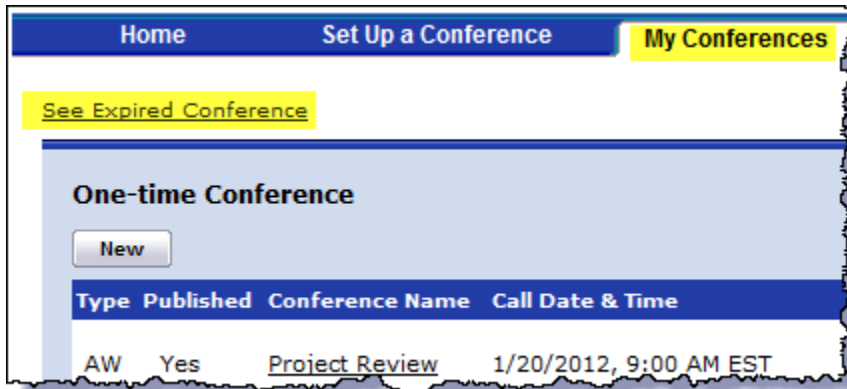 Home Set Up a Conference My Conferences
See Expired Conference
One-time Conference
New
Type Published Conference Name Call Date & Time
AW Yes Project Review 1/20/2012, 9:00 AM EST